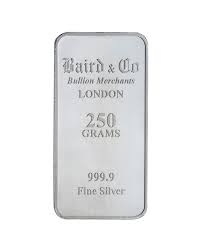 Baird & Co
Bullion Merchants
LONDON
250
GRAMS
999.9
Fine Silver